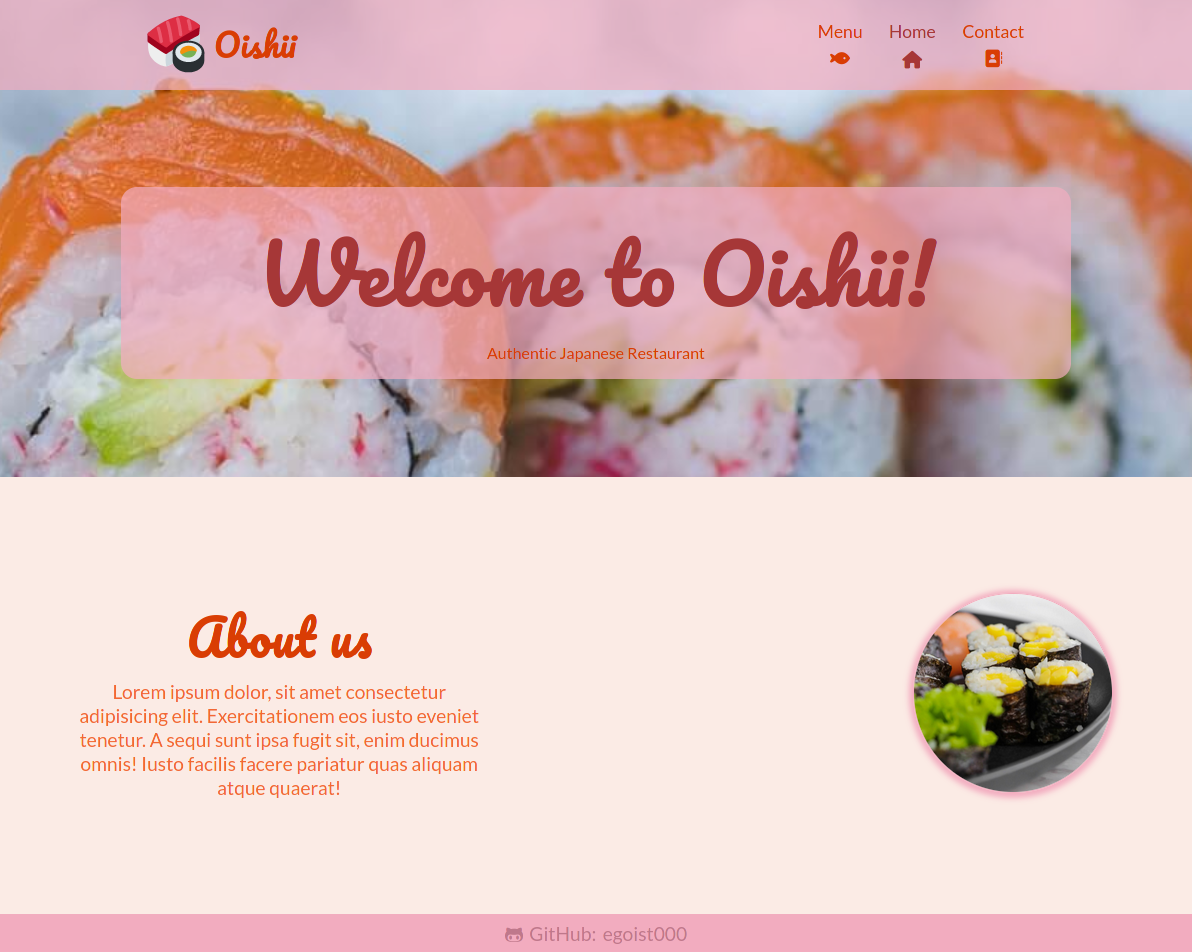 Oishii
Menu
Home
Contact
Welcome to Oishii!
Authentic Japanese Restaurant
About us
Lorem ipsum dolor, sit amet consectetur
adipisicing elit. Exercitationem eos iusto eveniet
tenetur. A sequi sunt ipsa fugit sit, enim ducimus
omnis! Iusto facilis facere pariatur quas aliquam
atque quaerat!
GitHub: egoist000